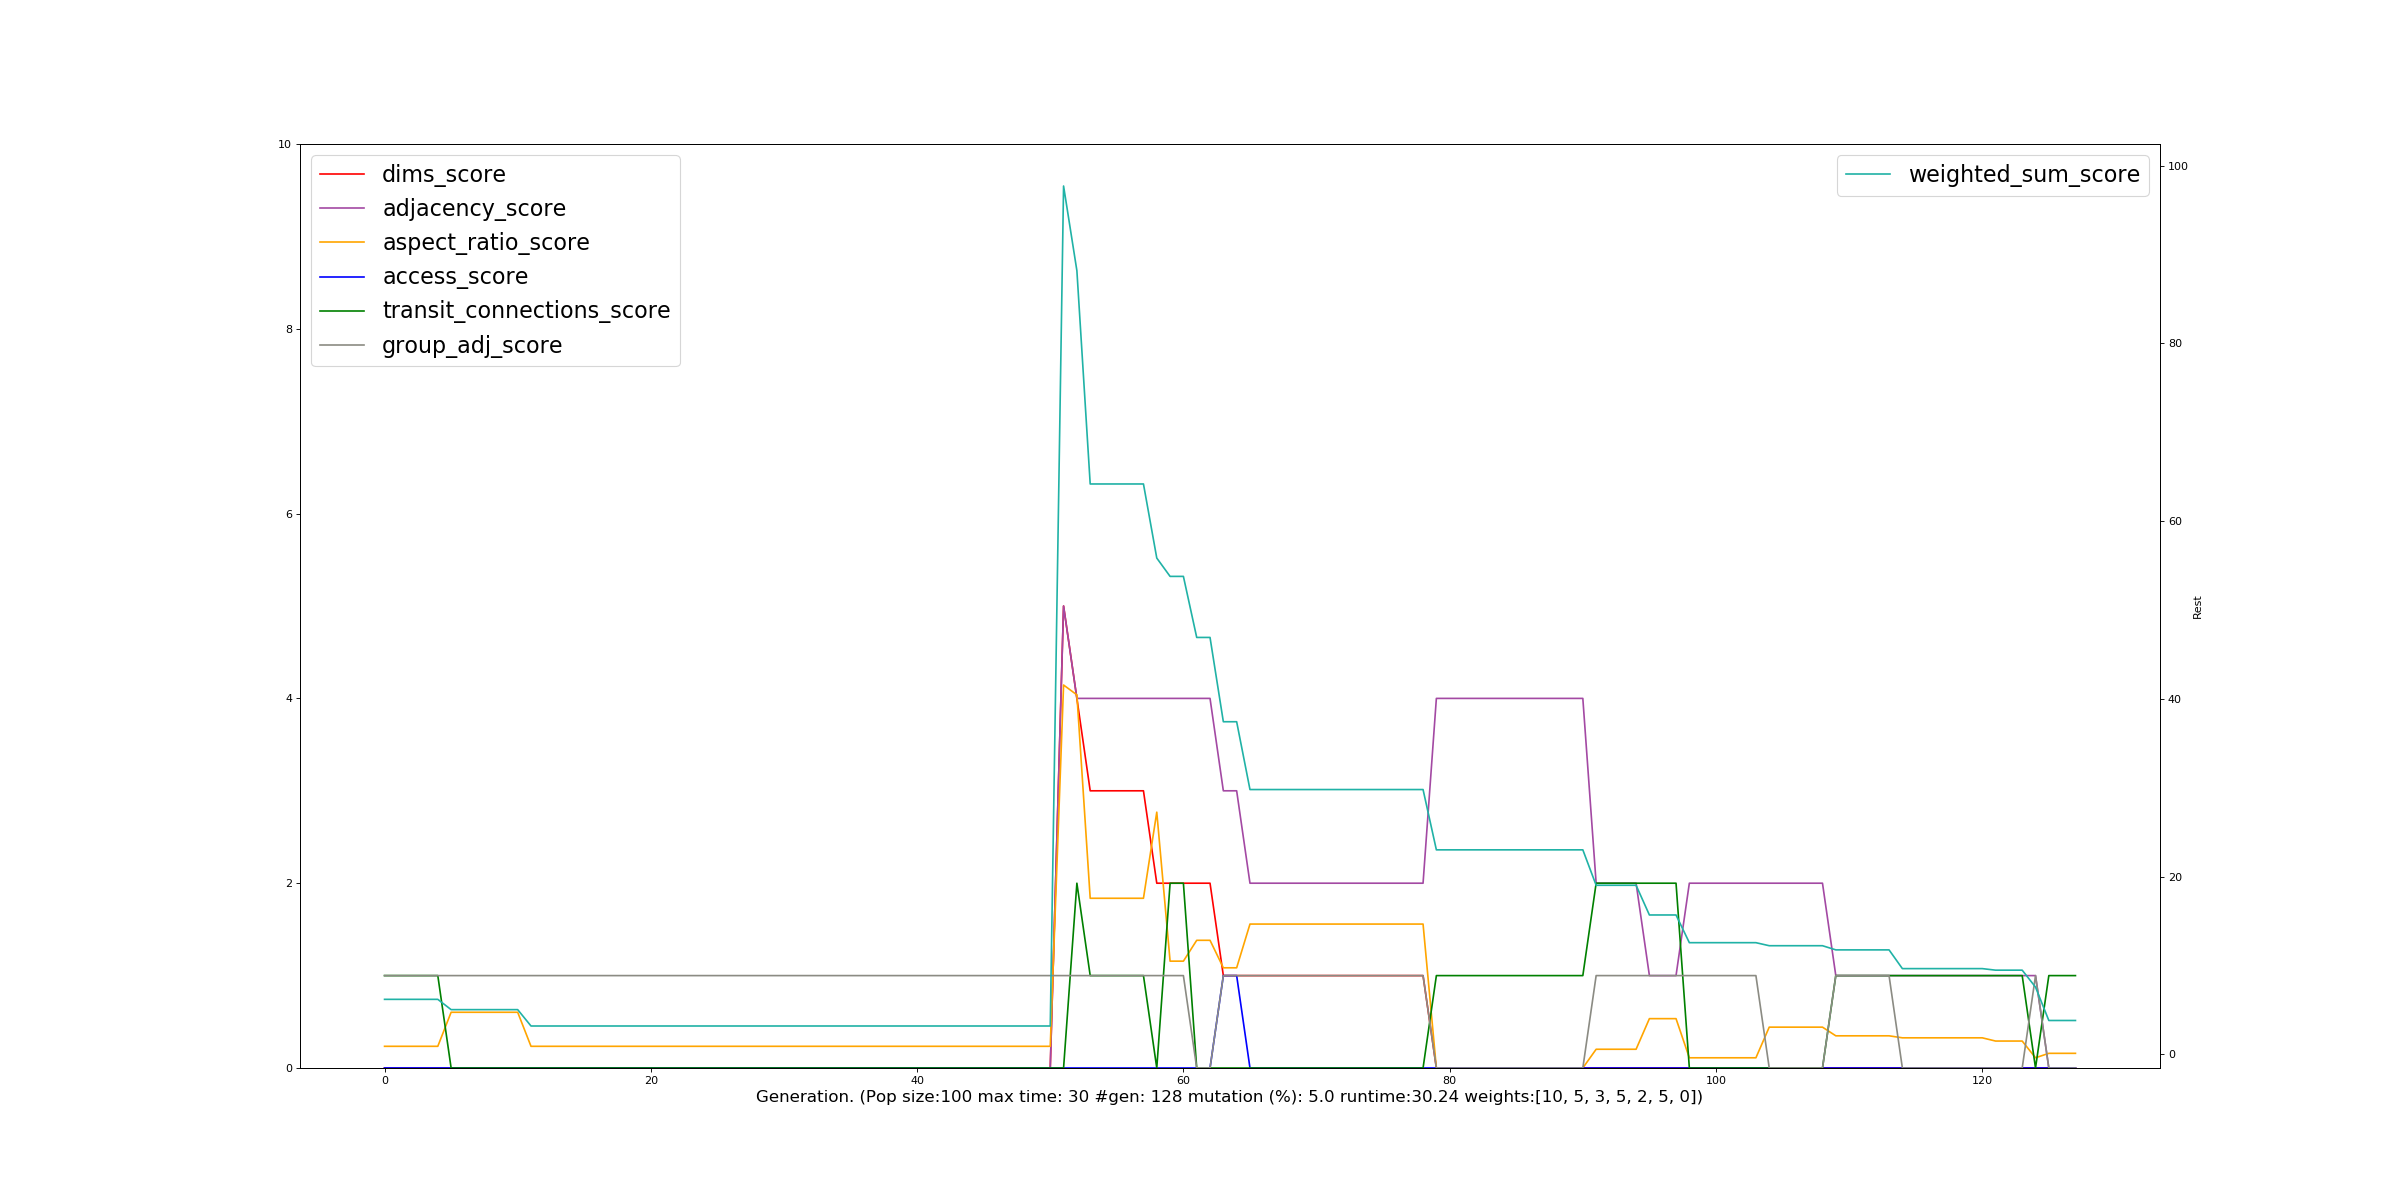 dims_score
adjacency_score
aspect_ratio_score
access_score
transit_connections_score
group_adj_score
weighted_sum_score
10
8
6
4
2
0
100
80
60
40
20
0
Rest
0 20 40 60 80 100 120
Generation. (Pop size:100 max time: 30 #gen: 128 mutation (%): 5.0 runtime:30.24 weights:[10, 5, 3, 5, 2, 5, 0])